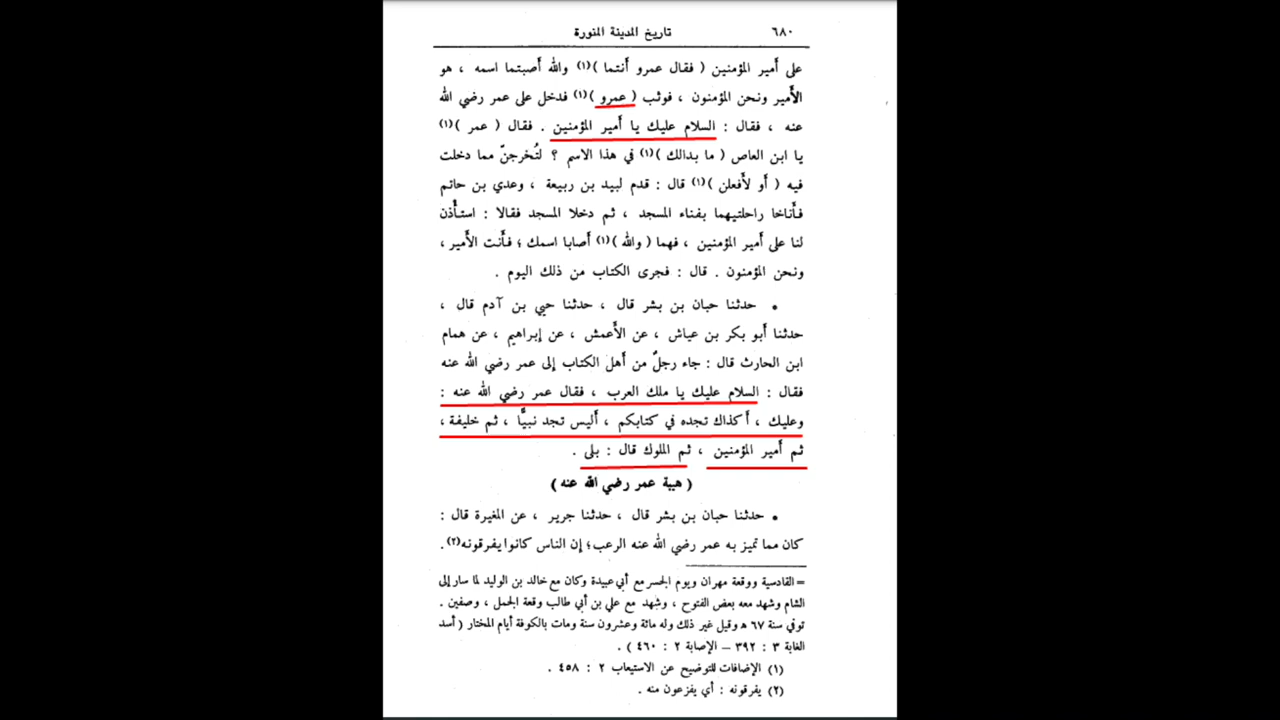 ٦٨٠ تاريخ المدينة المنورة
على أمير المؤمنين ( فقال عمرو أنتما )(١) والله أصبتما اسمه ، هو
الأمير ونحن المؤمنون ، فوثب ( عمرو )(١) فدخل على عمر رضي الله
عنه ، فقال : السلام عليك يا أمير المؤمنين . فقال ( عمر )(١)
يا ابن العاص ( ما بدالك )(١) في هذا الاسم ؟ لتُخرجنّ مما دخلت
فيه ( أو لأفعلن )(١) قال : قدم لبيد بن ربيعة ، وعدي بن حاتم
فأناخا راحلتيهما بفناء المسجد ، ثم دخلا المسجد فقالا : استأذن
لنا على أمير المؤمنين ، فهما ( والله )(١) أصابا اسمك ؛ فأنت الأمير ،
ونحن المؤمنون . قال : فجرى الكتاب من ذلك اليوم .
• حدثنا حبان بن بشر قال ، حدثنا حيي بن آدم قال ،
حدثنا أبو بكر بن عياش ، عن الأعمش ، عن إبراهيم ، عن همام
ابن الحارث قال : جاء رجلٌ من أهل الكتاب إلى عمر رضي الله عنه
فقال : السلام عليك يا ملك العرب ، فقال عمر رضي الله عنه :
وعليك ، أكذاك تجده في كتابكم ، أليس تجد نبيًّا ، ثم خليفة ،
ثم أمير المؤمنين ، ثم الملوك قال : بلى .
( هيبة عمر رضي الله عنه )
• حدثنا حبان بن بشر قال ، حدثنا جرير ، عن المغيرة قال :
كان مما تميز به عمر رضي الله عنه الرعب؛ إن الناس كانوا يفرقونه(٢) .
= القادسية ووقعة مهران ويوم الجسر مع أبي عبيدة وكان مع خالد بن الوليد لما سار إلى
الشام وشهد معه بعض الفتوح ، وشهد مع علي بن أبي طالب وقعة الجمل ، وصفين .
توفي سنة ٦٧ ه وقيل غير ذلك وله مائة وعشرون سنة ومات بالكوفة أيام المختار ( أسد
الغابة ٣ : ٣٩٢ – الإصابة ٢ : ٤٦٠ ) .
(١) الإضافات للتوضيح عن الاستيعاب ٢ : ٤٥٨ .
(٢) يفرقونه : أي يفزعون منه .